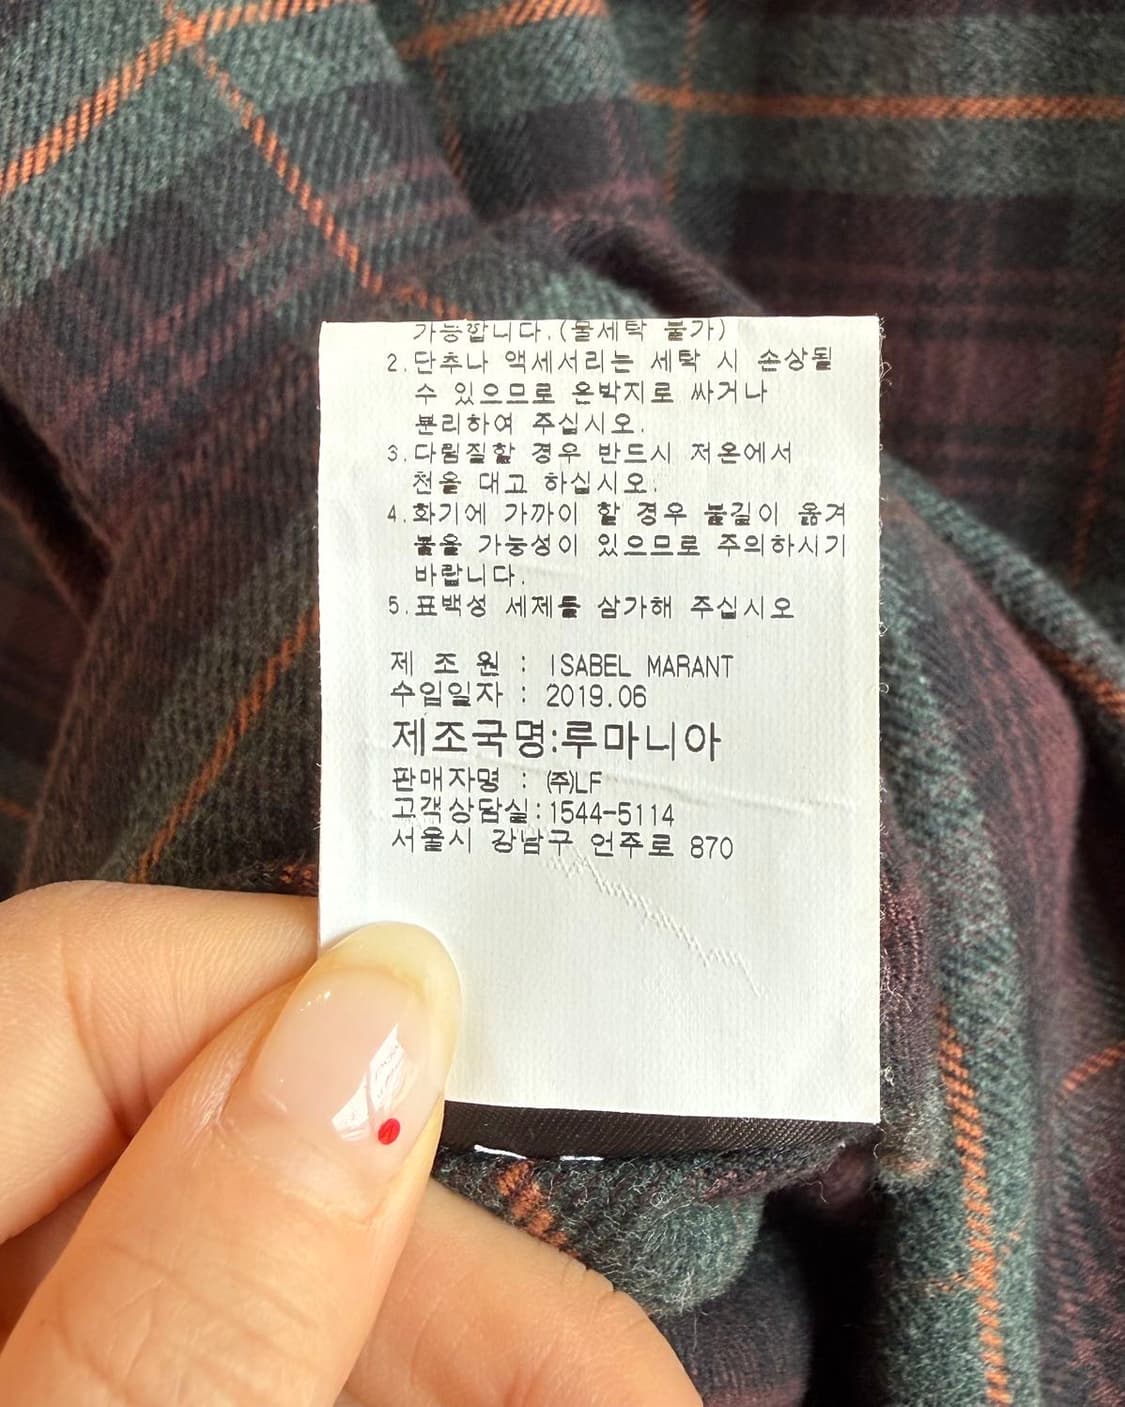 가능합니다.(물세탁 불가)
2.단추나 액세서리는 세탁 시 손상될
수 있으므로 은박지로 싸거나
분리하여 주십시오.
3.다림질할 경우 반드시 저온에서
천을 대고 하십시오.
4.화기에 가까이 할 경우 불길이 옮겨
붙을 가능성이 있으므로 주의하시기
바랍니다.
5.표백성 세제를 삼가해 주십시오
제 조 원 : ISABEL MARANT
수입일자 : 2019.06
제조국명:루마니아
판매자명 : ㈜LF
고객상담실:1544-5114
서울시 강남구 언주로 870